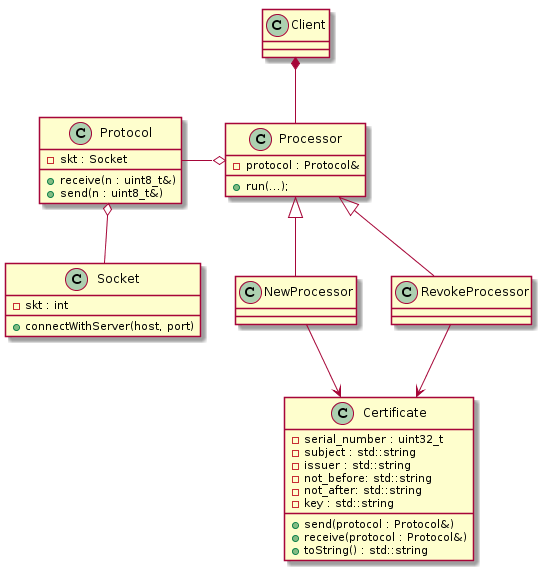 C Client
C Protocol
skt : Socket
receive(n : uint8_t&)
send(n : uint8_t&)
C Processor
protocol : Protocol&
run(...);
C Socket
skt : int
connectWithServer(host, port)
C NewProcessor
C RevokeProcessor
C Certificate
serial_number : uint32_t
subject : std::string
issuer : std::string
not_before: std::string
not_after: std::string
key : std::string
send(protocol : Protocol&)
receive(protocol : Protocol&)
toString() : std::string